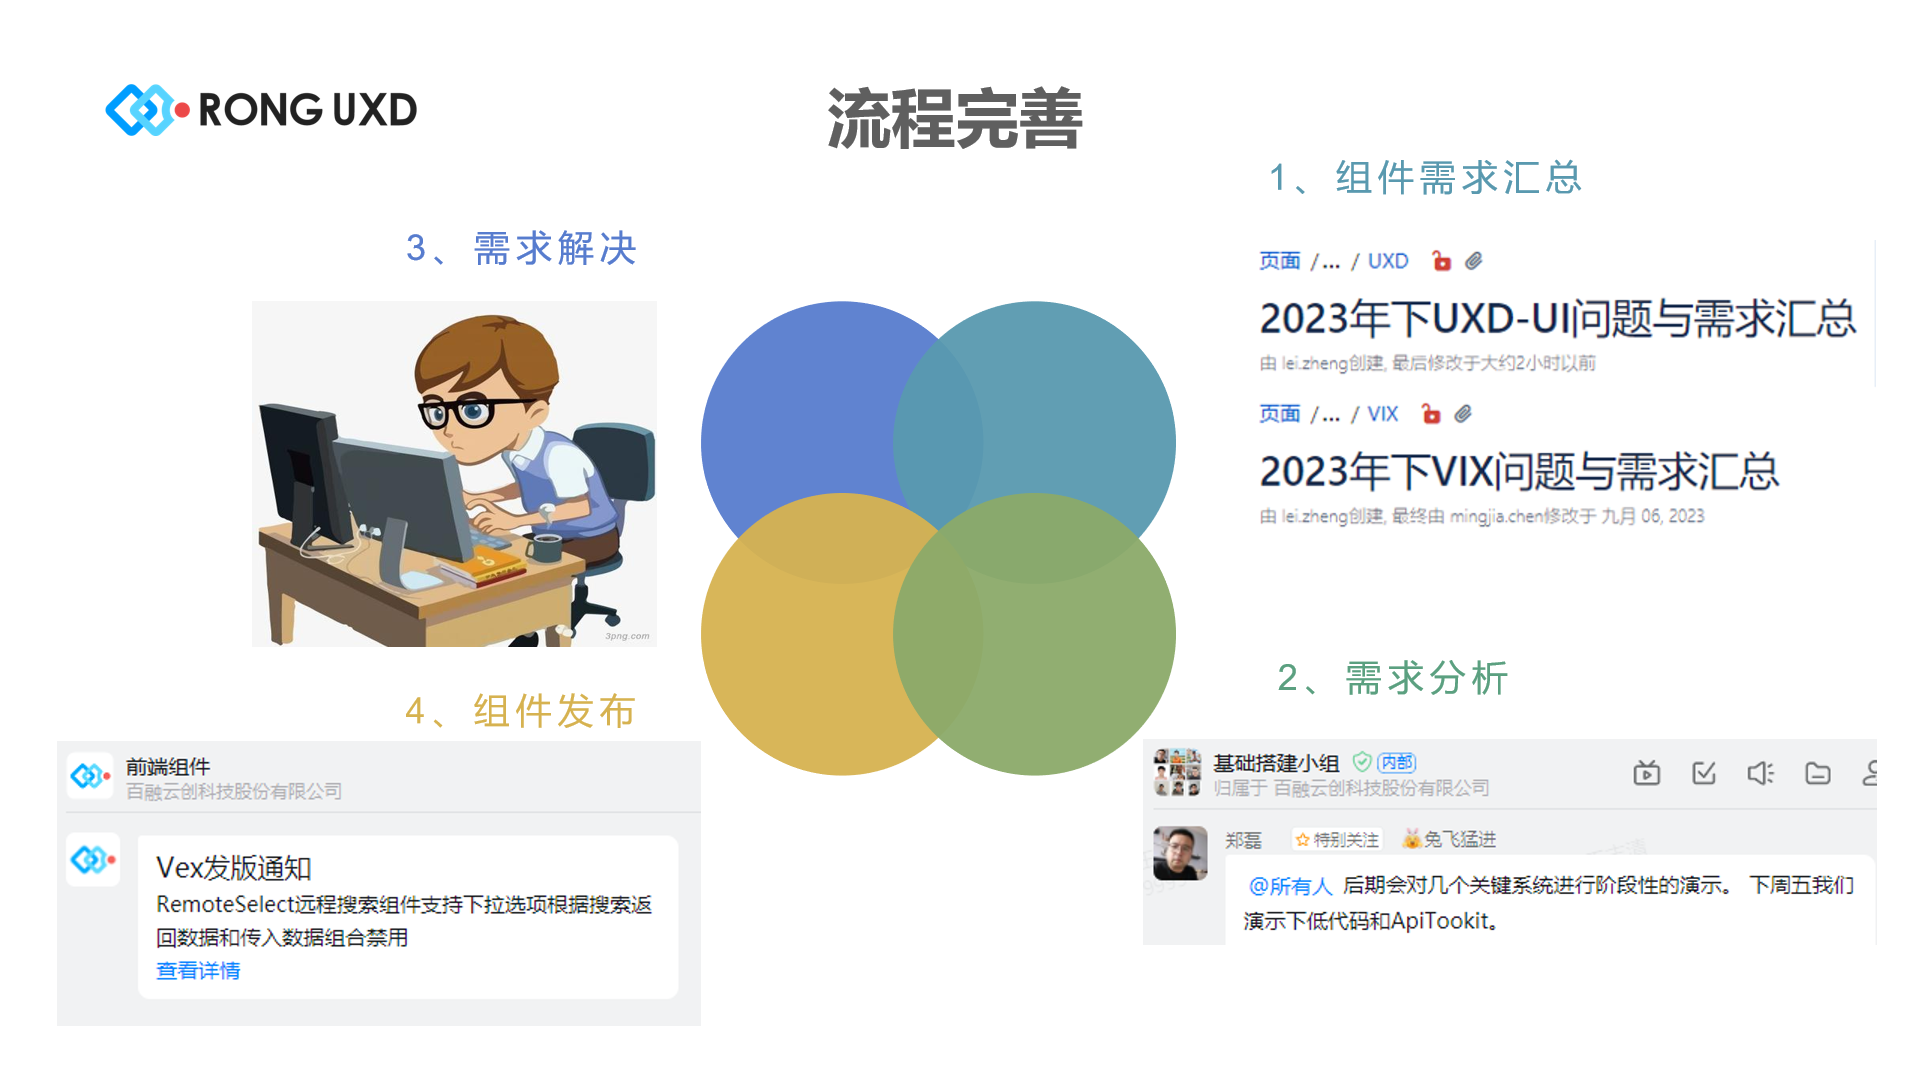 RONG UXD
流程完善
1、组件需求汇总
页面 /... / UXD
2023年下UXD-UI问题与需求汇总
由 lei.zheng创建, 最后修改于大约2小时以前
页面 /... / VIX
2023年下VIX问题与需求汇总
由 lei.zheng创建, 最终由 mingjia.chen修改于 九月 06, 2023
2、需求分析
基础搭建小组 内部
归属于 百融云创科技股份有限公司
郑磊 特别关注 兔飞猛进
@所有人 后期会对几个关键系统进行阶段性的演示。 下周五我们
演示下低代码和ApiTookit。
3、需求解决
3png.com
4、组件发布
前端组件
百融云创科技股份有限公司
Vex发版通知
RemoteSelect远程搜索组件支持下拉选项根据搜索返
回数据和传入数据组合禁用
查看详情